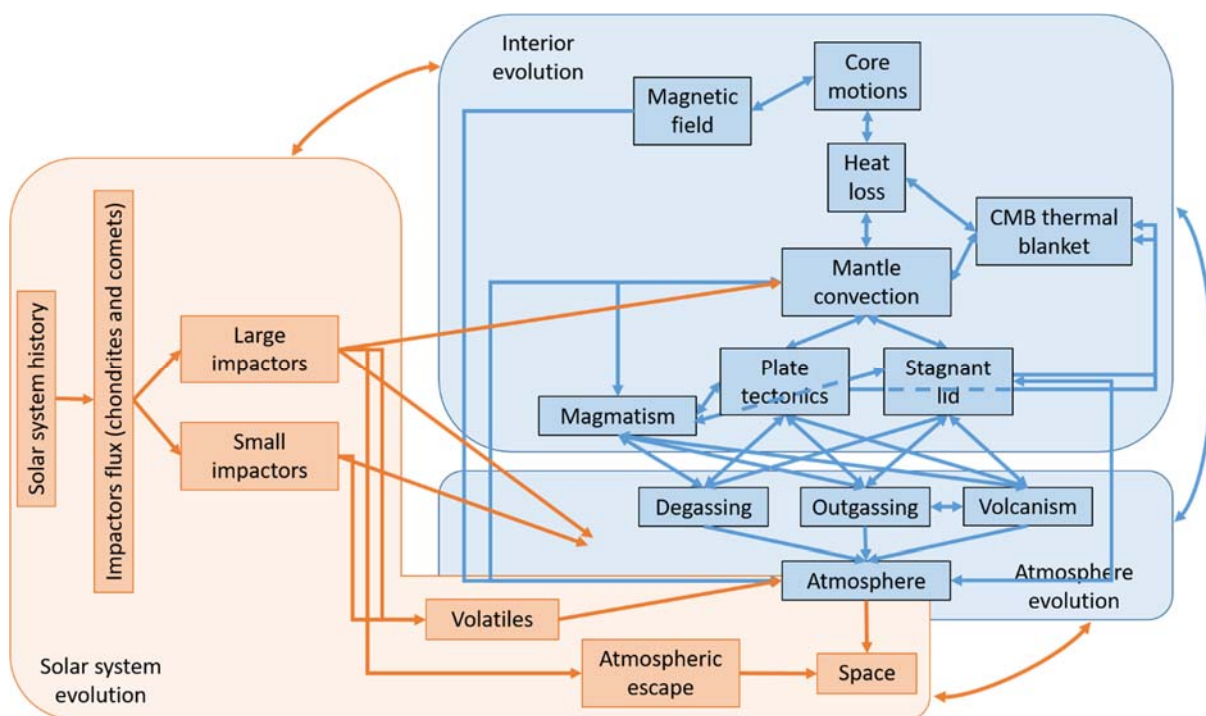 Interior
evolution
Core
motions
Magnetic
field
Heat
loss
CMB thermal
blanket
Mantle
convection
Solar system history
Impactors flux (chondrites and comets)
Large
impactors
Plate
tectonics
Stagnant
lid
Magmatism
Small
impactors
Degassing
Outgassing
Volcanism
Atmosphere
Atmosphere
evolution
Volatiles
Solar system
evolution
Atmospheric
escape
Space